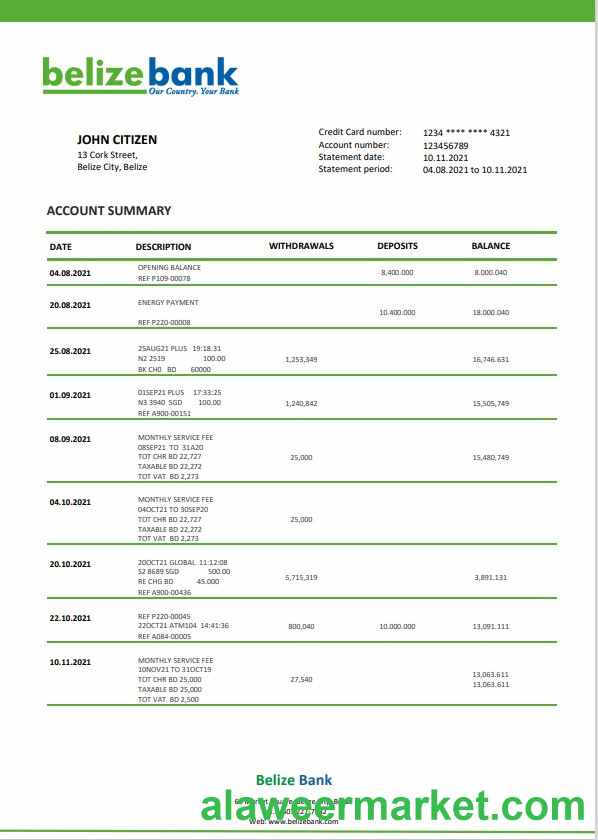 belizebank
Our Country. Your Bank
JOHN CITIZEN
13 Cork Street,
Belize City, Belize
Credit Card number: 1234 **** **** 4321
Account number: 123456789
Statement date: 10.11.2021
Statement period: 04.08.2021 to 10.11.2021
ACCOUNT SUMMARY
DATE DESCRIPTION WITHDRAWALS DEPOSITS BALANCE
04.08.2021 OPENING BALANCE 8,400.000 8.000.040
REF P109-00078
20.08.2021 ENERGY PAYMENT
10.400.000 18.000.040
REF P220-00008
25.08.2021 25AUG21 PLUS 19:18:31
N2 2519 100.00 1,253,349 16,746.631
BK CH0 BD 60000
01.09.2021 01SEP21 PLUS 17:33:25
N3 3940 SGD 100.00 1,240,842 15,505,749
REF A900-00151
08.09.2021 MONTHLY SERVICE FEE
08SEP21 TO 31A20
TOT CHR BD 22,727 25,000 15,480,749
TAXABLE BD 22,272
TOT VAT BD 2,273
04.10.2021 MONTHLY SERVICE FEE
04OCT21 TO 30SEP20
TOT CHR BD 22,727 25,000
TAXABLE BD 22,272
TOT VAT BD 2,273
20.10.2021 20OCT21 GLOBAL 11:12:08
S2 8689 SGD 500.00
RE CHG BD 45.000 5,715,319 3,891.131
REF A900-00436
22.10.2021 REF P220-00045
22OCT21 ATM104 14:41:36 800,040 10.000.000 13,091.111
REF A084-00005
10.11.2021 MONTHLY SERVICE FEE
10NOV21 TO 31OCT19
TOT CHR BD 25,000 27,540 13,063.611
TAXABLE BD 25,000 13,063.611
TOT VAT BD 2,500
Belize Bank
alaweermarket.com
Web: www.belizebank.com